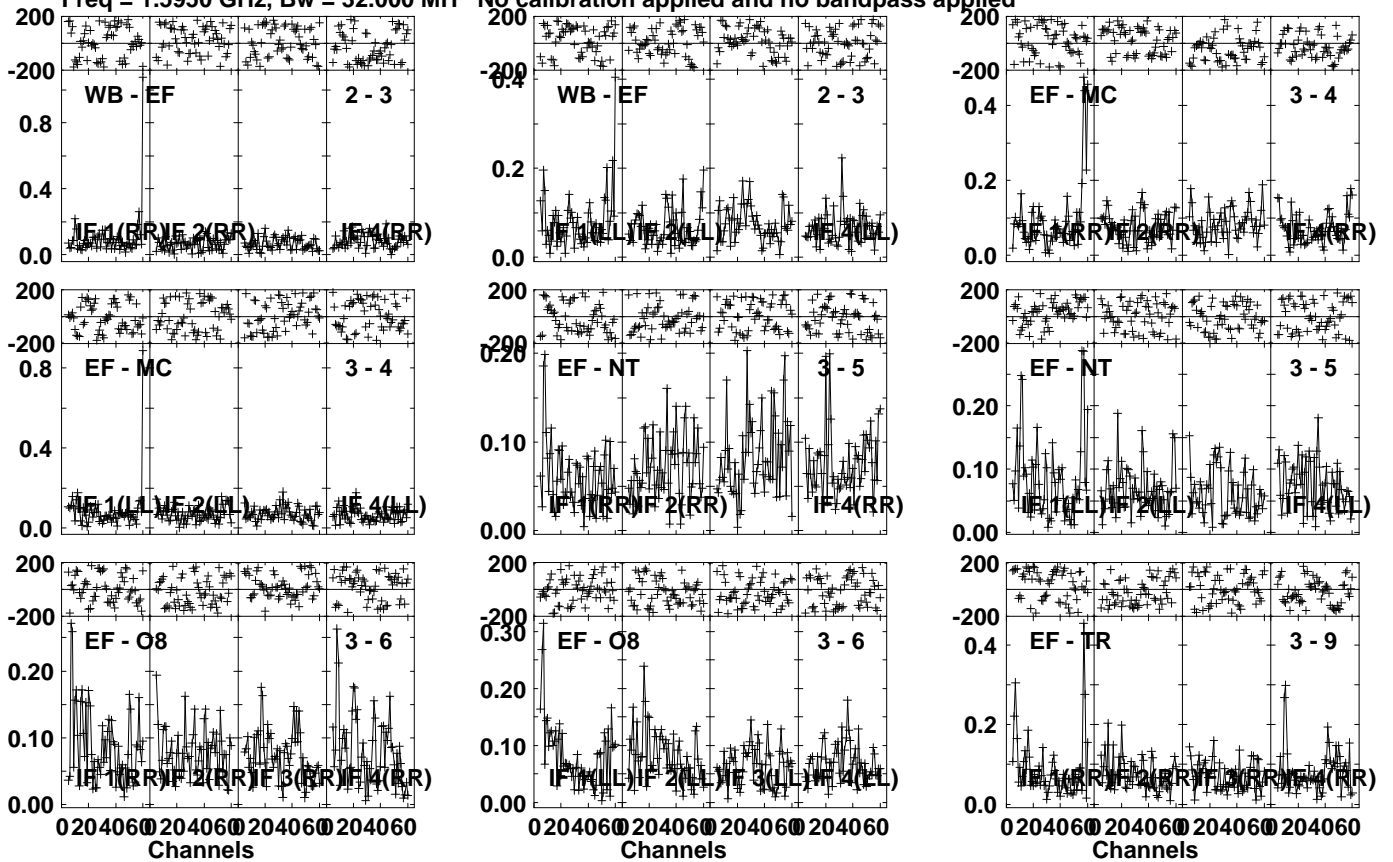 Freq = 1.5950 GHz, Bw = 32.000 MH No calibration applied and no bandpass applied
200
-200
WB - EF 2 - 3
0.8
0.4
0.0
IF 1(RR) IF 2(RR) IF 4(RR)
200
-200
0.4
WB - EF 2 - 3
0.2
0.0
IF 1(LL) IF 2(LL) IF 4(LL)
200
-200
EF - MC 3 - 4
0.4
0.2
0.0
IF 1(RR) IF 2(RR) IF 4(RR)
200
-200
EF - MC 3 - 4
0.8
0.4
0.0
IF 1(LL) IF 2(LL) IF 4(LL)
200
-200
0.20
EF - NT 3 - 5
0.10
0.00
IF 1(RR) IF 2(RR) IF 4(RR)
200
-200
EF - NT 3 - 5
0.20
0.10
0.00
IF 1(LL) IF 2(LL) IF 4(LL)
200
-200
EF - O8 3 - 6
0.20
0.10
0.00
IF 1(RR) IF 2(RR) IF 3(RR) IF 4(RR)
0 20 40 60 0 20 40 60 0 20 40 60 0 20 40 60
Channels
200
-200
0.30
EF - O8 3 - 6
0.20
0.10
0.00
IF 1(LL) IF 2(LL) IF 3(LL) IF 4(LL)
0 20 40 60 0 20 40 60 0 20 40 60 0 20 40 60
Channels
200
-200
EF - TR 3 - 9
0.4
0.2
0.0
IF 1(RR) IF 2(RR) IF 3(RR) IF 4(RR)
0 20 40 60 0 20 40 60 0 20 40 60 0 20 40 60
Channels